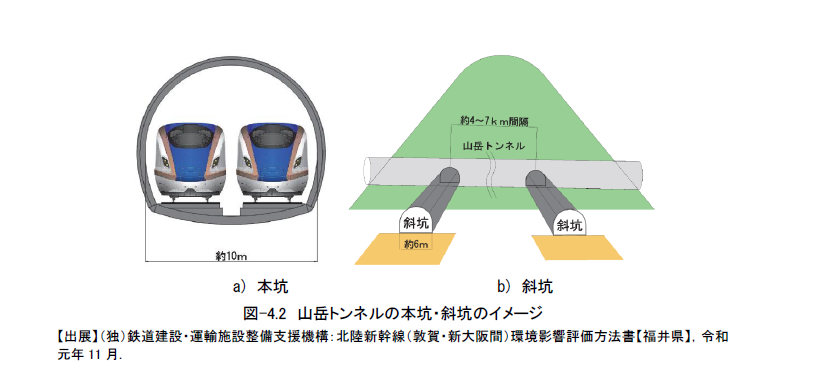 約4~7km間隔
山岳トンネル
斜坑
斜坑
約6m
約10m
a) 本坑
b) 斜坑
図-4.2 山岳トンネルの本坑・斜坑のイメージ
【出展】(独)鉄道建設・運輸施設整備支援機構:北陸新幹線(敦賀・新大阪間)環境影響評価方法書【福井県】, 令和
元年11月.